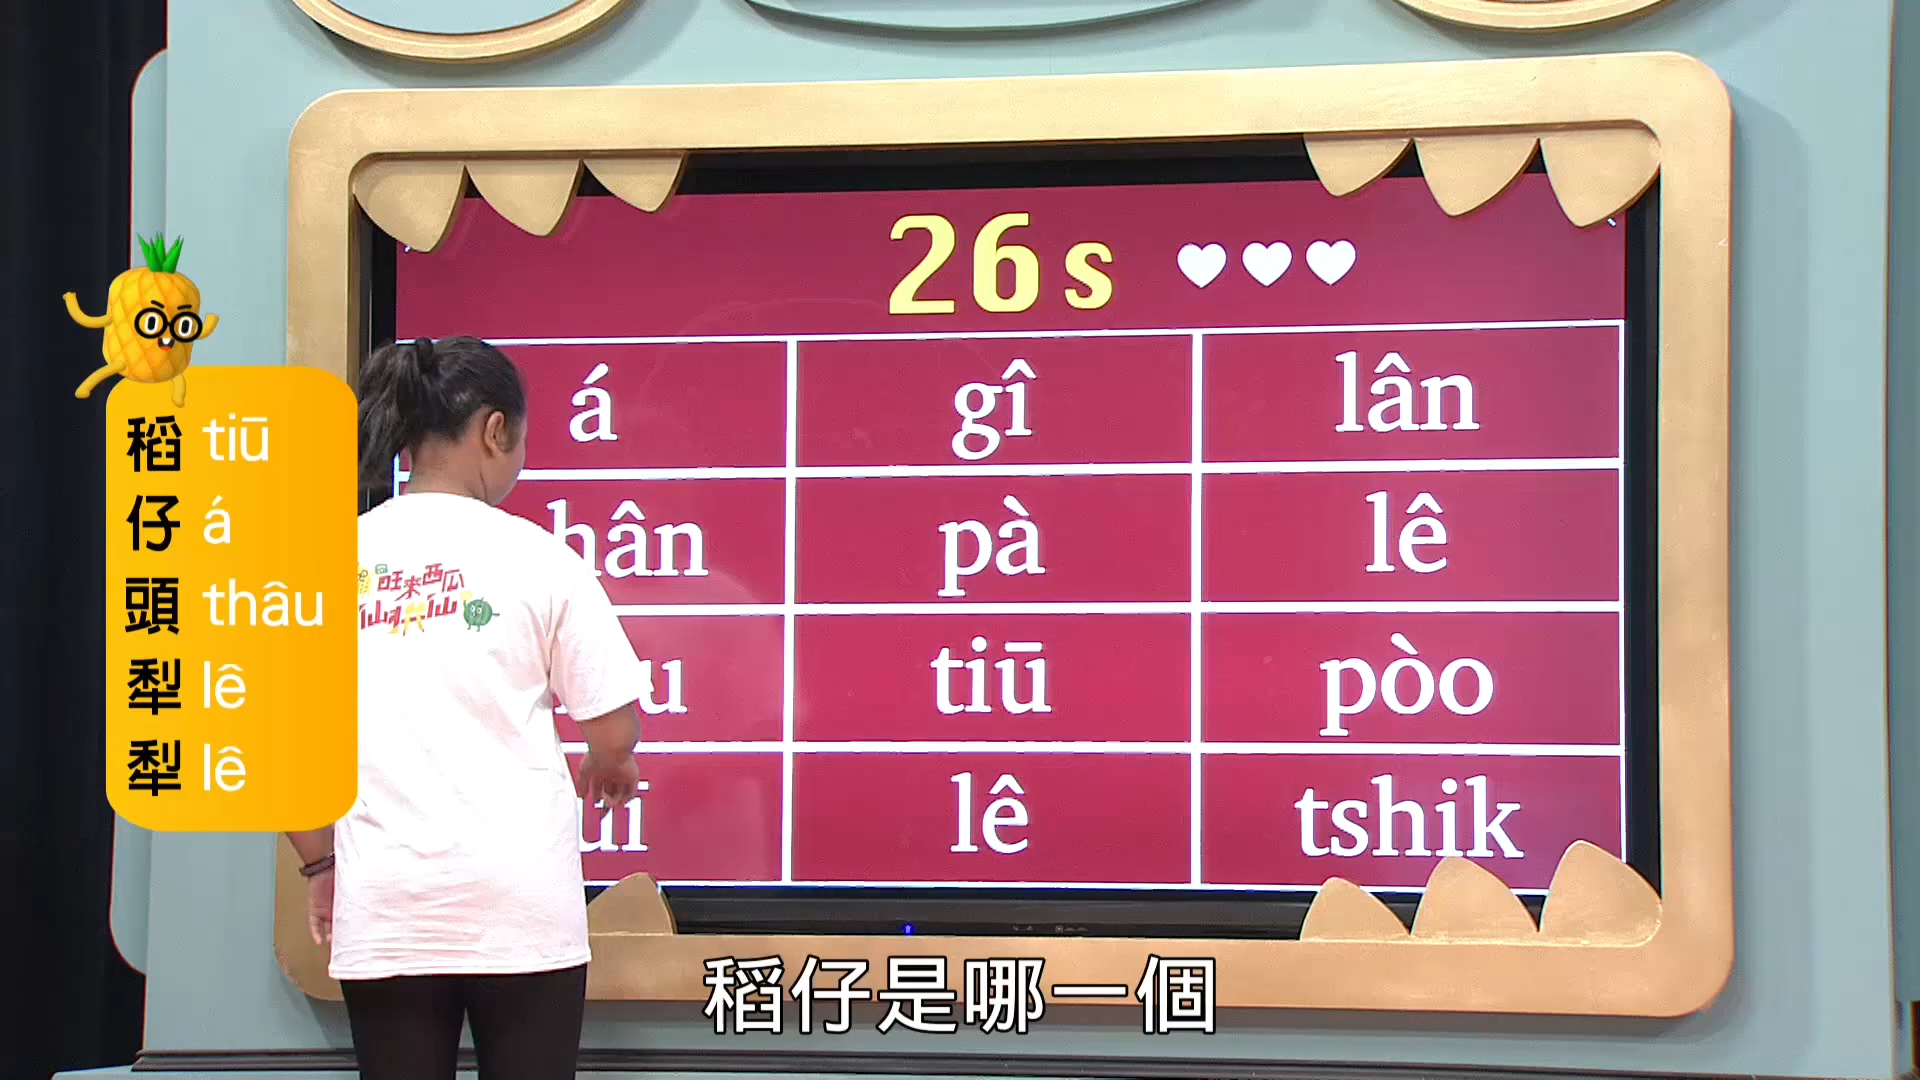 26s
á gî lân
hân pà lê
u tiū pòo
ui lê tshik
稻 tiū
仔 á
頭 thâu
犁 lê
犁 lê
旺來西瓜
稻仔是哪一個